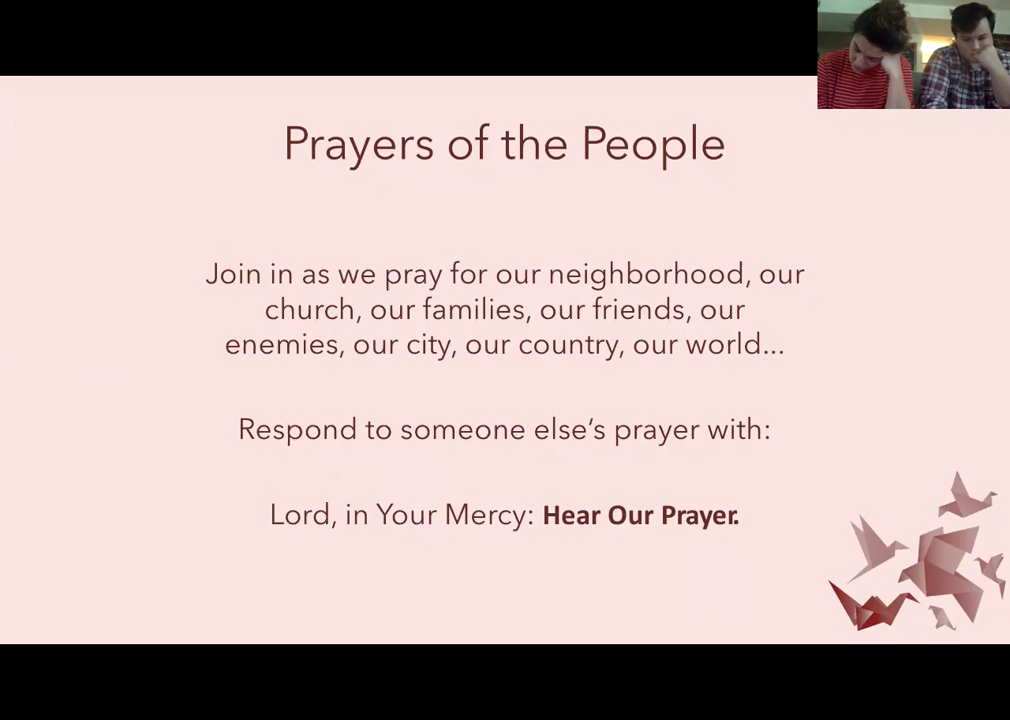 Prayers of the People
Join in as we pray for our neighborhood, our
church, our families, our friends, our
enemies, our city, our country, our world...
Respond to someone else’s prayer with:
Lord, in Your Mercy: Hear Our Prayer.